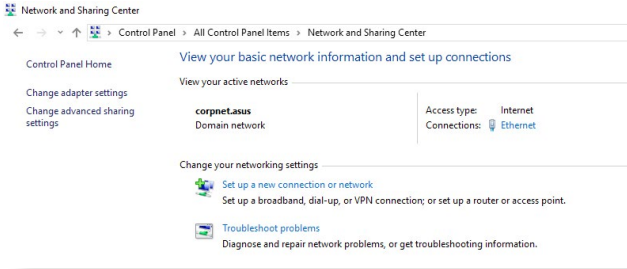 Network and Sharing Center
Control Panel > All Control Panel Items > Network and Sharing Center
Control Panel Home
Change adapter settings
Change advanced sharing
settings
View your basic network information and set up connections
View your active networks
corpnet.asus
Domain network
Access type: Internet
Connections: Ethernet
Change your networking settings
Set up a new connection or network
Set up a broadband, dial-up, or VPN connection; or set up a router or access point.
Troubleshoot problems
Diagnose and repair network problems, or get troubleshooting information.